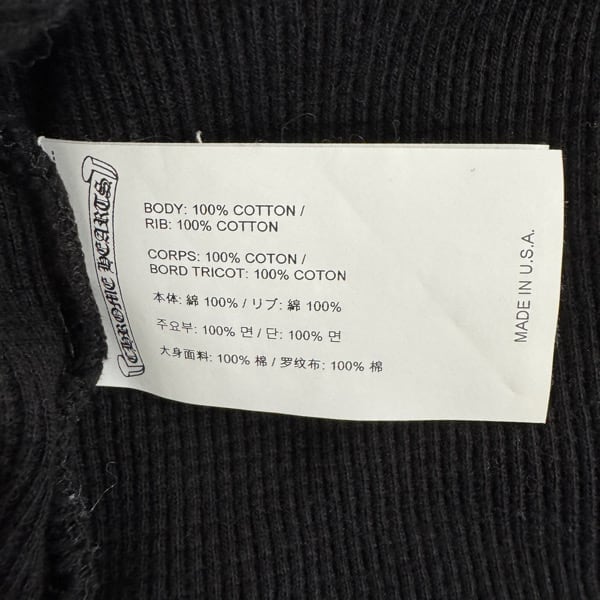 CHROME HEARTS
BODY: 100% COTTON /
RIB: 100% COTTON
CORPS: 100% COTON /
BORD TRICOT: 100% COTON
本体: 綿 100% / リブ: 綿 100%
주요부: 100% 면 / 단: 100% 면
大身面料: 100% 棉 / 罗纹布: 100% 棉
MADE IN U.S.A.